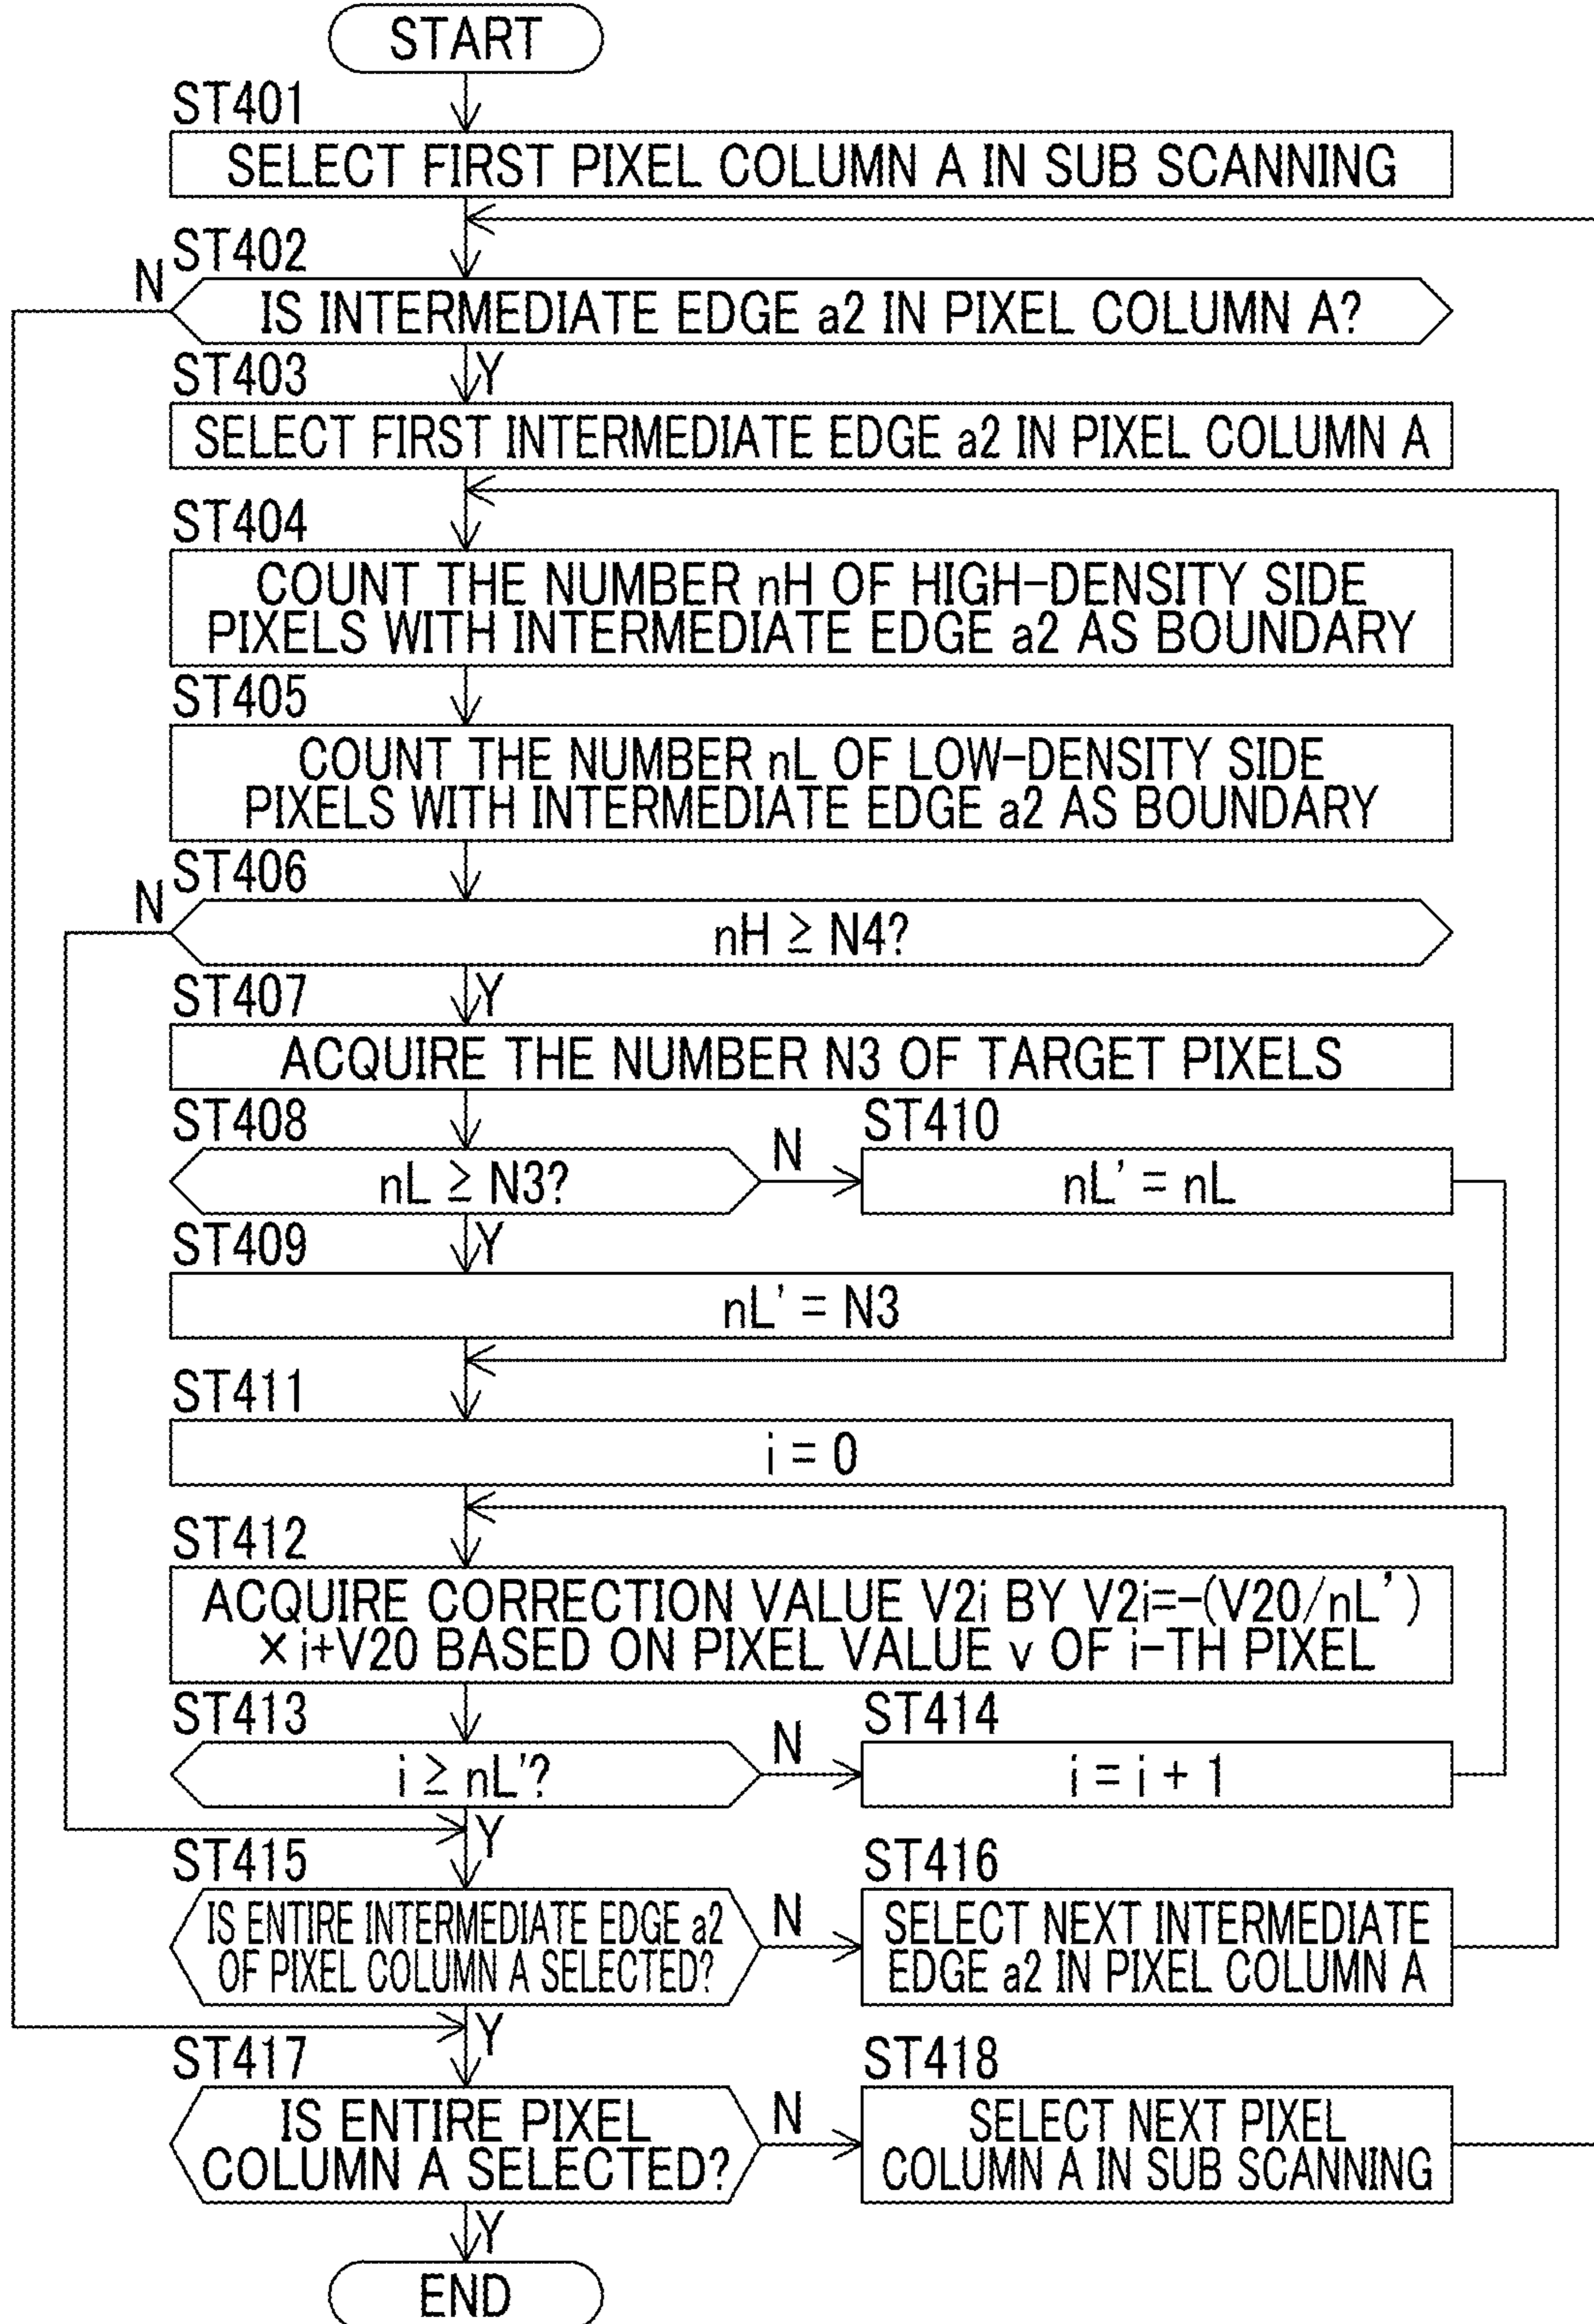 START
ST401
SELECT FIRST PIXEL COLUMN A IN SUB SCANNING
ST402
N
IS INTERMEDIATE EDGE a2 IN PIXEL COLUMN A?
Y
ST403
SELECT FIRST INTERMEDIATE EDGE a2 IN PIXEL COLUMN A
ST404
COUNT THE NUMBER nH OF HIGH-DENSITY SIDE
PIXELS WITH INTERMEDIATE EDGE a2 AS BOUNDARY
ST405
COUNT THE NUMBER nL OF LOW-DENSITY SIDE
PIXELS WITH INTERMEDIATE EDGE a2 AS BOUNDARY
ST406
N
nH ≥ N4?
Y
ST407
ACQUIRE THE NUMBER N3 OF TARGET PIXELS
ST408
nL ≥ N3?
N
ST410
nL' = nL
Y
ST409
nL' = N3
ST411
i = 0
ST412
ACQUIRE CORRECTION VALUE V2i BY V2i=-(V20/nL')
×i+V20 BASED ON PIXEL VALUE v OF i-TH PIXEL
ST413
i ≥ nL'?
N
ST414
i = i + 1
Y
ST415
IS ENTIRE INTERMEDIATE EDGE a2
OF PIXEL COLUMN A SELECTED?
N
ST416
SELECT NEXT INTERMEDIATE
EDGE a2 IN PIXEL COLUMN A
Y
ST417
IS ENTIRE PIXEL
COLUMN A SELECTED?
N
ST418
SELECT NEXT PIXEL
COLUMN A IN SUB SCANNING
Y
END